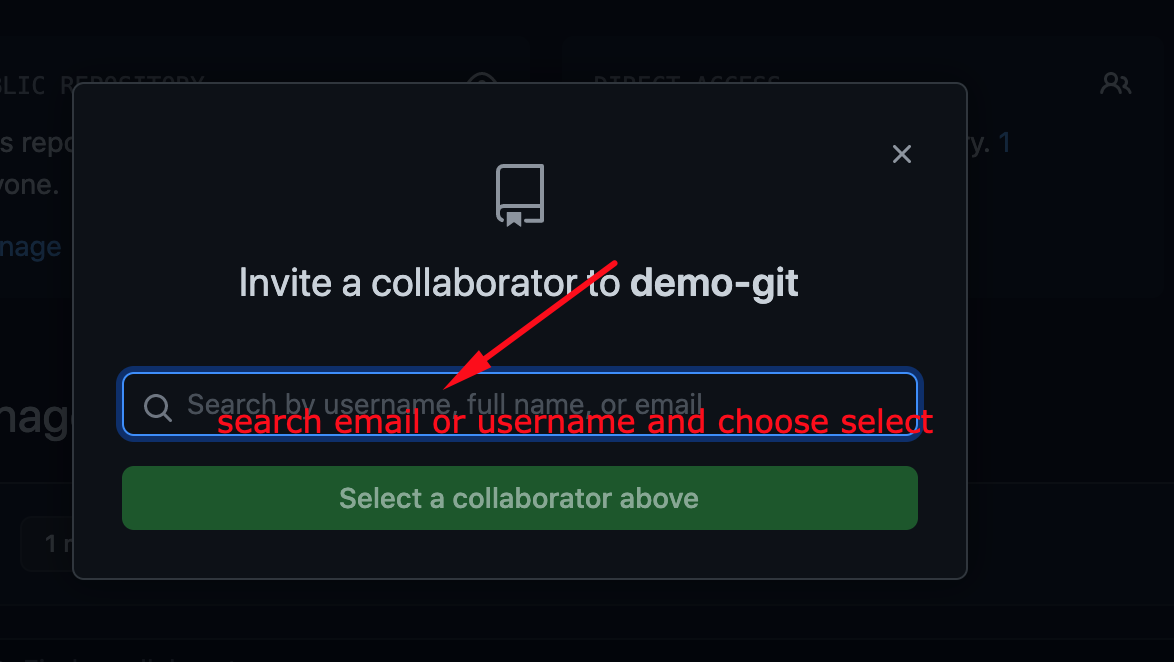 BLIC REPOSITORY
DIRECT ACCESS
s repo
ry. 1
yone.
nage
Invite a collaborator to demo-git
Search by username, full name, or email
search email or username and choose select
Select a collaborator above
nage
1